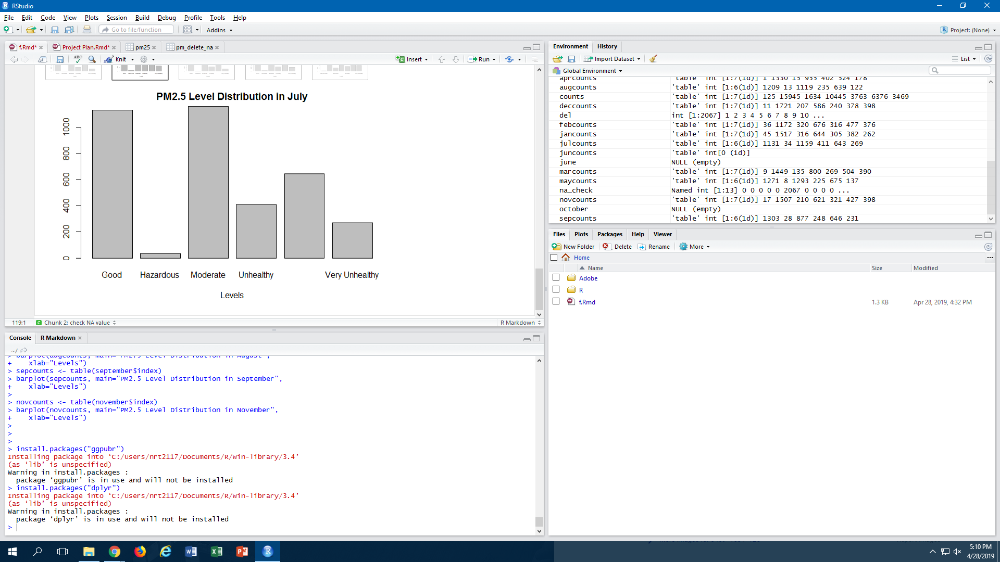 RStudio
File Edit Code View Plots Session Build Debug Profile Tools Help
Go to file/function Addins Project: (None)
f.Rmd* Project Plan.Rmd* pm25 pm_delete_na
ABC Knit Insert Run
PM2.5 Level Distribution in July
1000
800
600
400
200
0
Good Hazardous Moderate Unhealthy Very Unhealthy
Levels
119:1 Chunk 2: check NA value R Markdown
Console R Markdown
~/
> barplot(augcounts, main="PM2.5 Level Distribution in August",
+    xlab="Levels")
> sepcounts <- table(september$index)
> barplot(sepcounts, main="PM2.5 Level Distribution in September",
+    xlab="Levels")
>
> novcounts <- table(november$index)
> barplot(novcounts, main="PM2.5 Level Distribution in November",
+    xlab="Levels")
>
>
>
> install.packages("ggpubr")
Installing package into ‘C:/Users/nrt2117/Documents/R/win-library/3.4’
(as ‘lib’ is unspecified)
Warning in install.packages :
  package ‘ggpubr’ is in use and will not be installed
> install.packages("dplyr")
Installing package into ‘C:/Users/nrt2117/Documents/R/win-library/3.4’
(as ‘lib’ is unspecified)
Warning in install.packages :
  package ‘dplyr’ is in use and will not be installed
>
Environment History
Import Dataset List
Global Environment
aprcounts 'table' int [1:7(1d)] 1 1330 15 955 402 524 178
augcounts 'table' int [1:6(1d)] 1209 13 1119 235 639 122
counts 'table' int [1:7(1d)] 125 15945 1634 10445 3763 6376 3469
deccounts 'table' int [1:7(1d)] 11 1721 207 586 240 378 398
del int [1:2067] 1 2 3 4 5 6 7 8 9 10 ...
febcounts 'table' int [1:7(1d)] 36 1172 320 676 316 477 376
jancounts 'table' int [1:7(1d)] 45 1517 316 644 305 382 262
julcounts 'table' int [1:6(1d)] 1131 34 1159 411 643 269
juncounts 'table' int[0 (1d)]
june NULL (empty)
marcounts 'table' int [1:7(1d)] 9 1449 135 800 269 504 390
maycounts 'table' int [1:6(1d)] 1271 8 1293 225 675 137
na_check Named int [1:13] 0 0 0 0 0 2067 0 0 0 0 ...
novcounts 'table' int [1:7(1d)] 17 1507 210 621 321 427 398
october NULL (empty)
sepcounts 'table' int [1:6(1d)] 1303 28 877 248 646 231
Files Plots Packages Help Viewer
New Folder Delete Rename More
Home ...
Name Size Modified
Adobe
R
f.Rmd 1.3 KB Apr 28, 2019, 4:32 PM
5:10 PM
4/28/2019